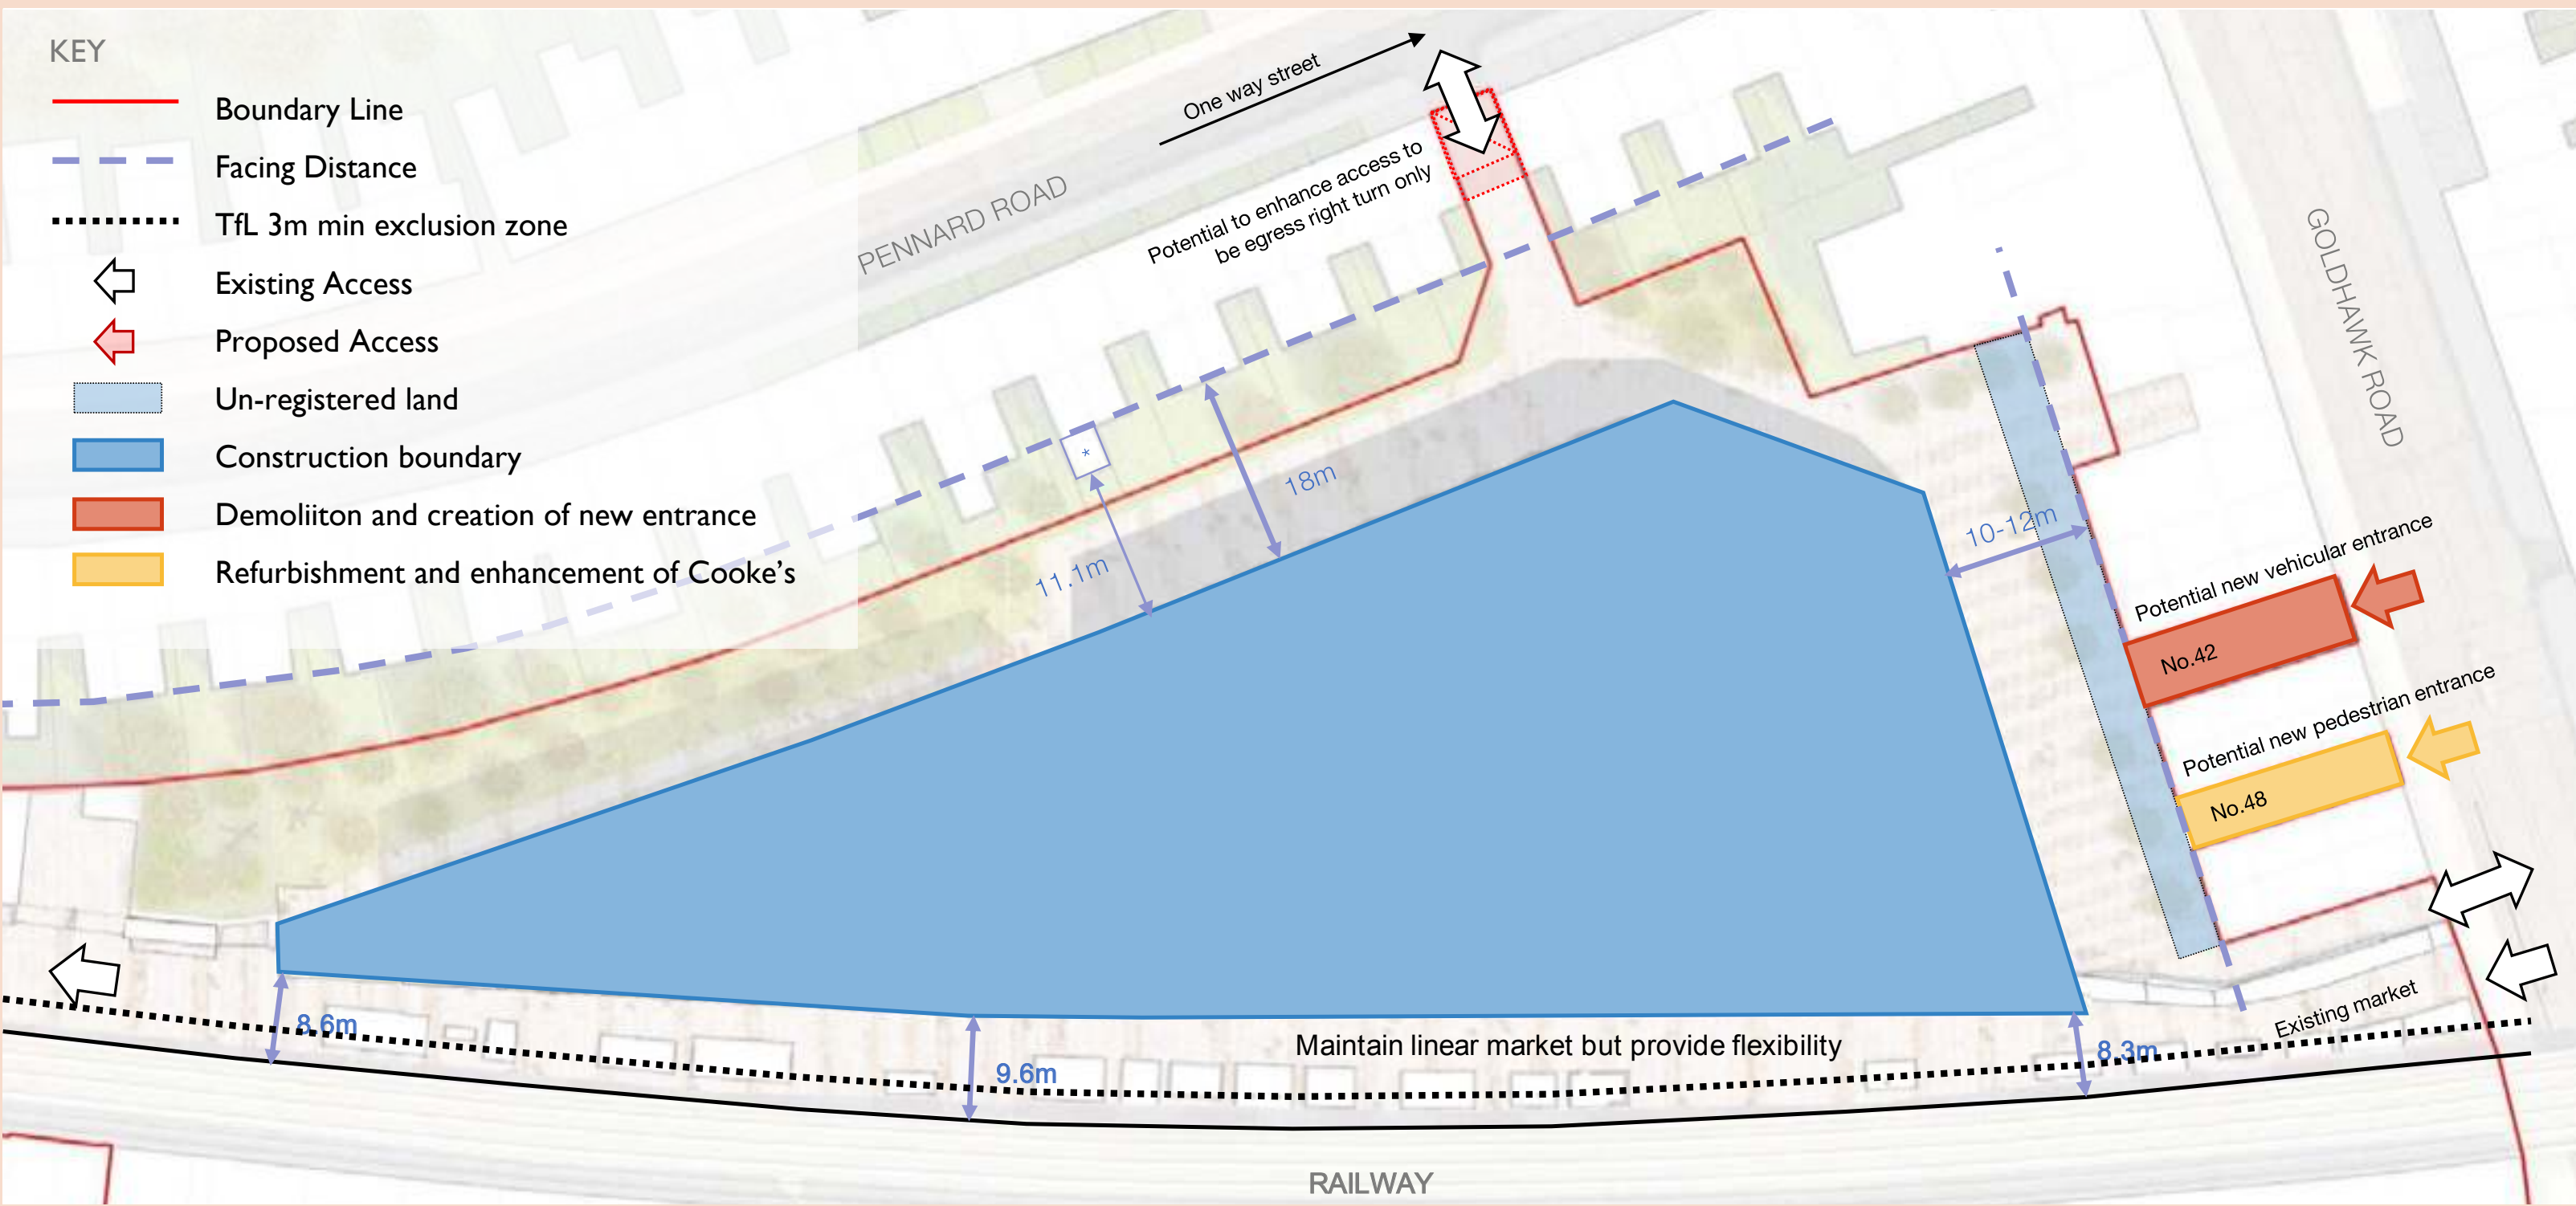 KEY
Boundary Line
Facing Distance
TfL 3m min exclusion zone
Existing Access
Proposed Access
Un-registered land
Construction boundary
Demoliiton and creation of new entrance
Refurbishment and enhancement of Cooke's
One way street
PENNARD ROAD
Potential to enhance access to
be egress right turn only
GOLDHAWK ROAD
*
18m
11.1m
10-12m
Potential new vehicular entrance
No.42
Potential new pedestrian entrance
No.48
Existing market
8.6m
9.6m
Maintain linear market but provide flexibility
8.3m
RAILWAY